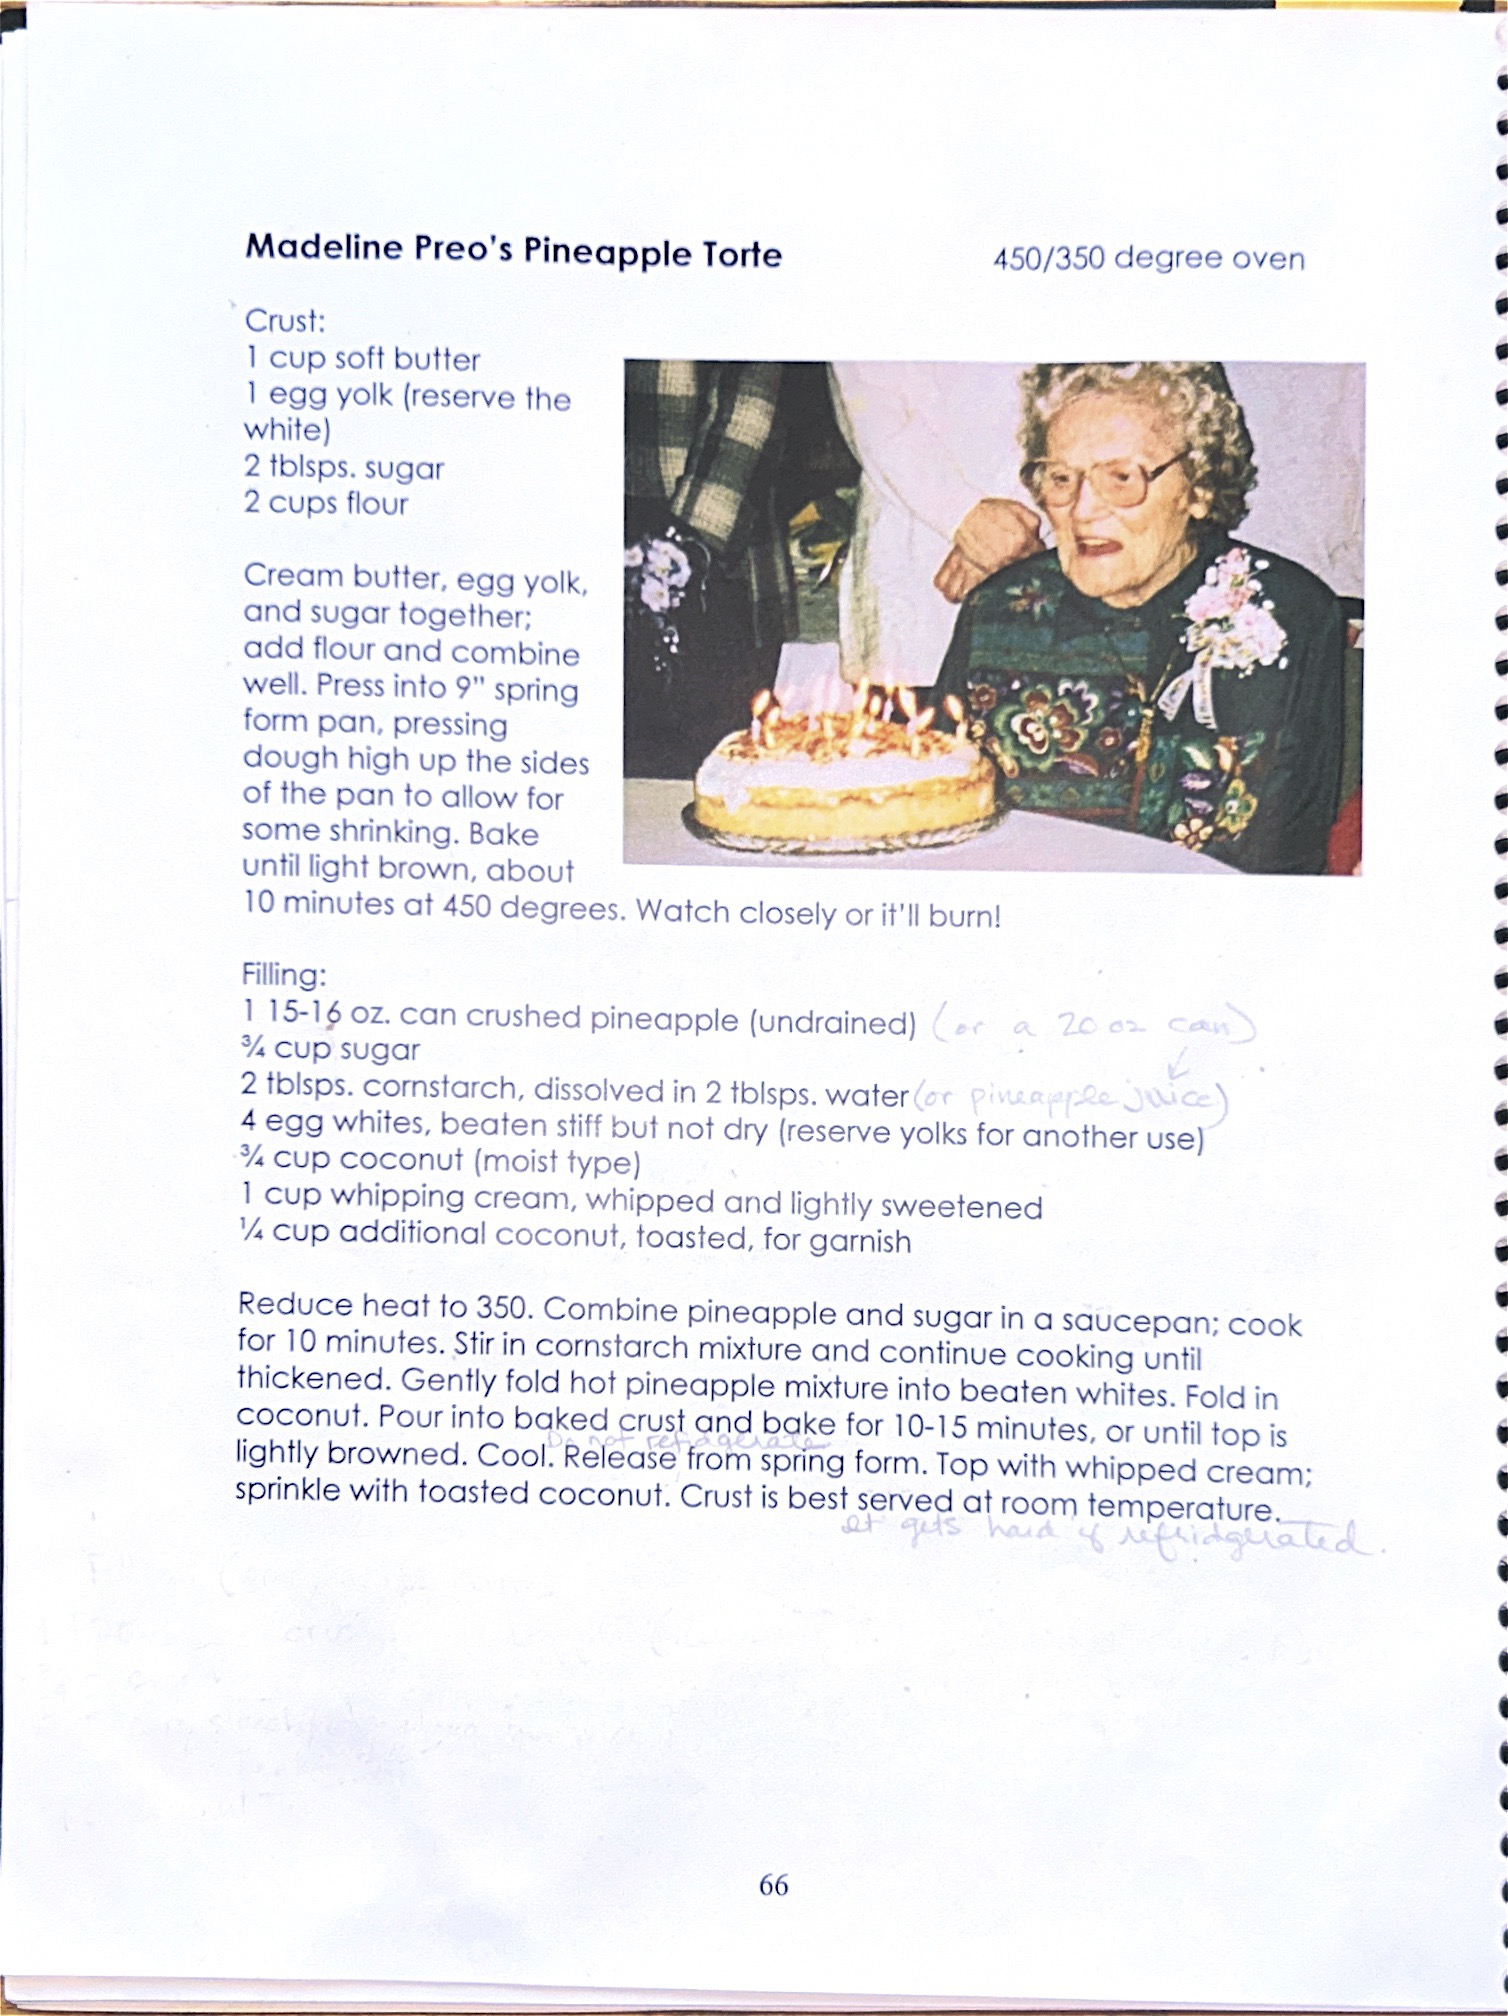 Madeline Preo's Pineapple Torte 450/350 degree oven
Crust:
1 cup soft butter
1 egg yolk (reserve the
white)
2 tblsps. sugar
2 cups flour
Cream butter, egg yolk,
and sugar together;
add flour and combine
well. Press into 9" spring
form pan, pressing
dough high up the sides
of the pan to allow for
some shrinking. Bake
until light brown, about
10 minutes at 450 degrees. Watch closely or it'll burn!
Filling:
1 15-16 oz. can crushed pineapple (undrained) (or a 20 oz can)
¾ cup sugar
2 tblsps. cornstarch, dissolved in 2 tblsps. water (or pineapple juice)
4 egg whites, beaten stiff but not dry (reserve yolks for another use)
¾ cup coconut (moist type)
1 cup whipping cream, whipped and lightly sweetened
¼ cup additional coconut, toasted, for garnish
Reduce heat to 350. Combine pineapple and sugar in a saucepan; cook
for 10 minutes. Stir in cornstarch mixture and continue cooking until
thickened. Gently fold hot pineapple mixture into beaten whites. Fold in
coconut. Pour into baked crust and bake for 10-15 minutes, or until top is
Do not refidgerate
lightly browned. Cool. Release from spring form. Top with whipped cream;
sprinkle with toasted coconut. Crust is best served at room temperature.
It gets hard if refridgerated.
66